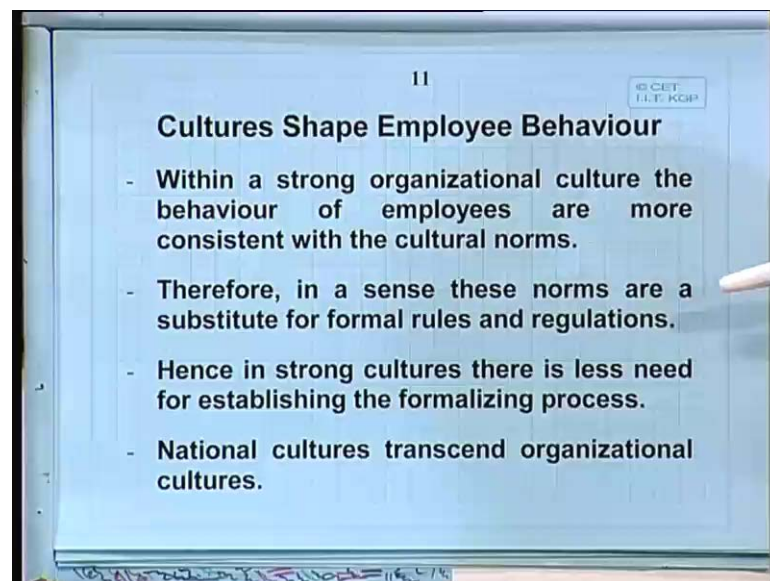 11
© CET
I.I.T. KGP
Cultures Shape Employee Behaviour
- Within a strong organizational culture the
behaviour of employees are more
consistent with the cultural norms.
- Therefore, in a sense these norms are a
substitute for formal rules and regulations.
- Hence in strong cultures there is less need
for establishing the formalizing process.
- National cultures transcend organizational
cultures.